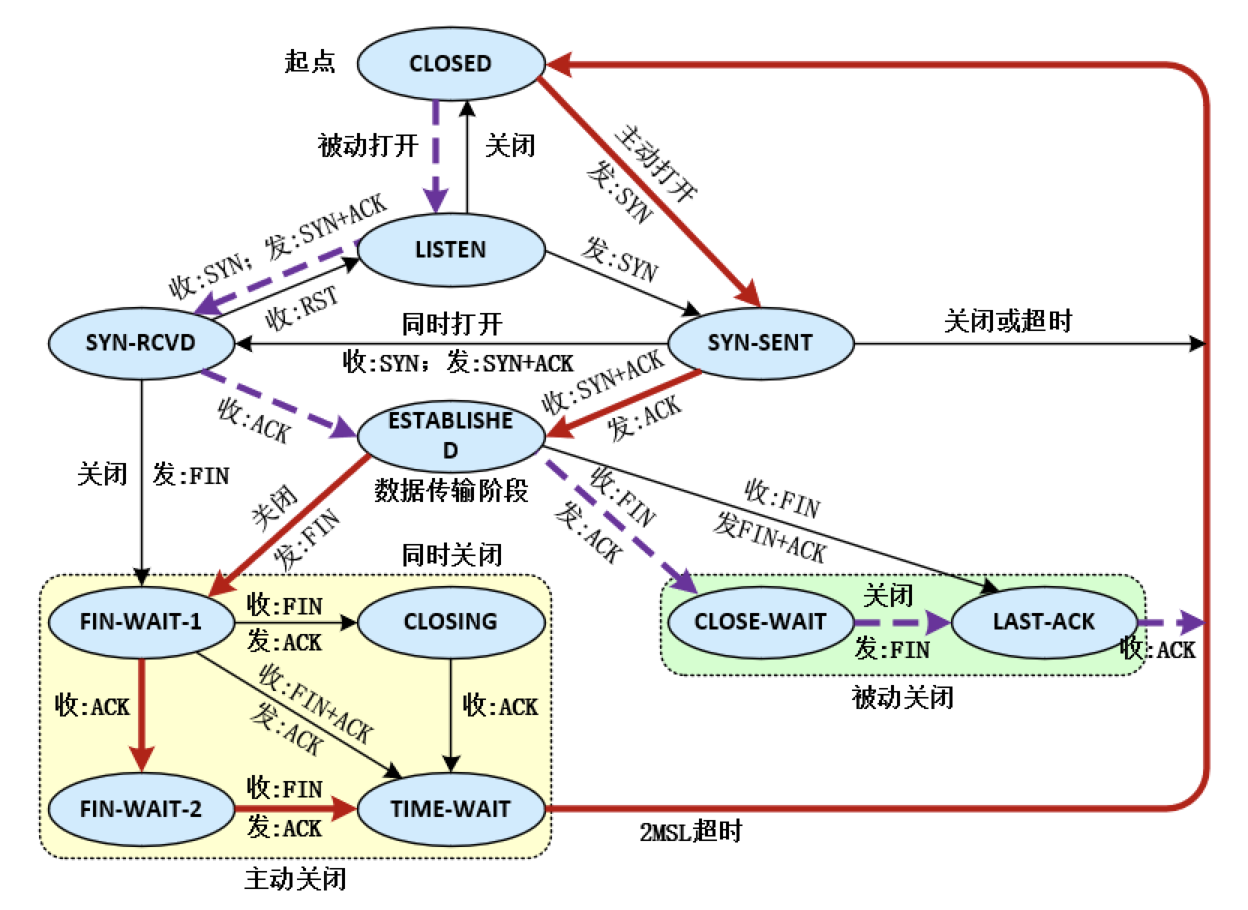 起点
CLOSED
被动打开
关闭
主动打开
发:SYN
收:SYN；发:SYN+ACK
LISTEN
发:SYN
收:RST
SYN-RCVD
同时打开
收:SYN；发:SYN+ACK
SYN-SENT
关闭或超时
收:SYN+ACK
发:ACK
收:ACK
ESTABLISHE
D
数据传输阶段
关闭
发:FIN
关闭
发:FIN
收:FIN
发:ACK
收:FIN
发FIN+ACK
同时关闭
FIN-WAIT-1
收:FIN
发:ACK
CLOSING
CLOSE-WAIT
关闭
发:FIN
LAST-ACK
收:ACK
被动关闭
收:ACK
收:FIN+ACK
发:ACK
收:ACK
FIN-WAIT-2
收:FIN
发:ACK
TIME-WAIT
2MSL超时
主动关闭